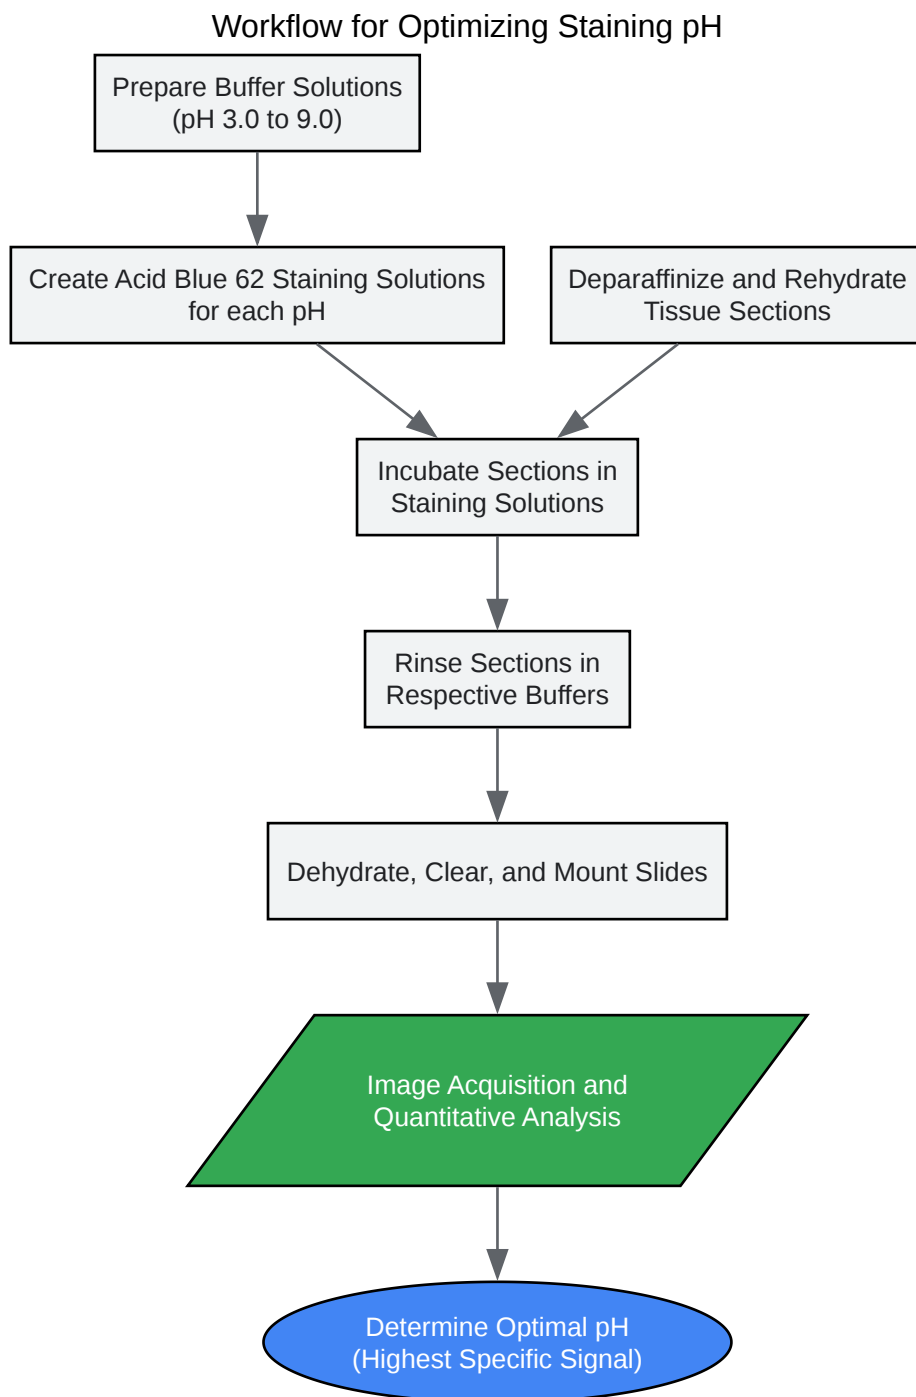 Workflow for Optimizing Staining pH
Prepare Buffer Solutions
(pH 3.0 to 9.0)
Create Acid Blue 62 Staining Solutions
for each pH
Deparaffinize and Rehydrate
Tissue Sections
Incubate Sections in
Staining Solutions
Rinse Sections in
Respective Buffers
Dehydrate, Clear, and Mount Slides
Image Acquisition and
Quantitative Analysis
Determine Optimal pH
(Highest Specific Signal)